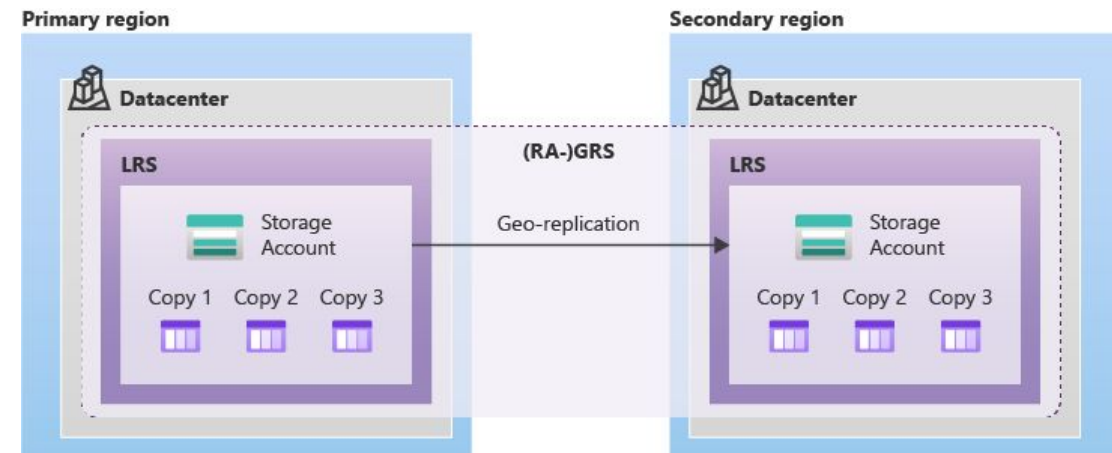 Primary region
Secondary region
Datacenter
Datacenter
(RA-)GRS
LRS
LRS
Storage
Account
Geo-replication
Storage
Account
Copy 1 Copy 2 Copy 3
Copy 1 Copy 2 Copy 3